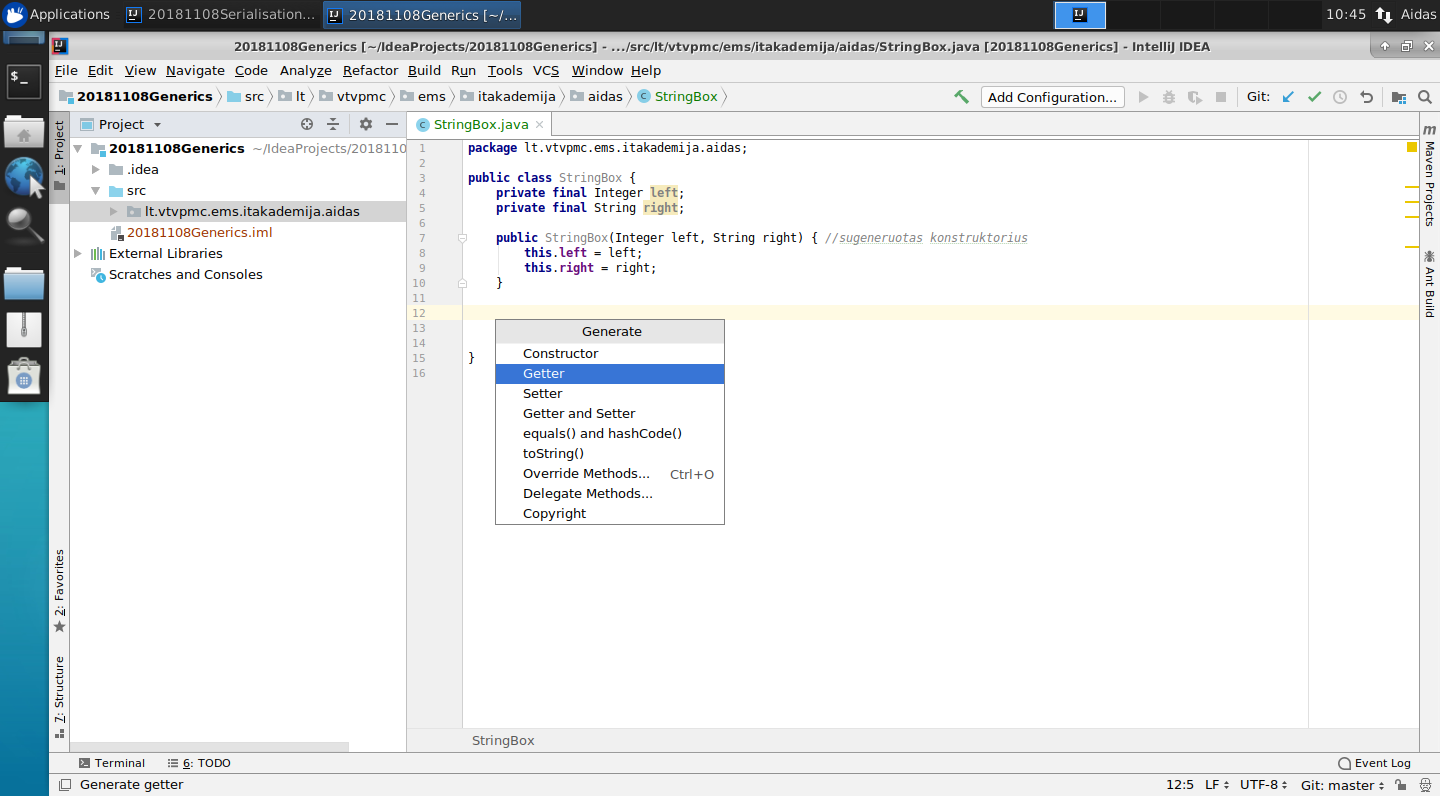 Applications
20181108Serialisation...
20181108Generics [~/...
10:45
Aidas
20181108Generics [~/IdeaProjects/20181108Generics] - .../src/lt/vtvpmc/ems/itakademija/aidas/StringBox.java [20181108Generics] - IntelliJ IDEA
File Edit View Navigate Code Analyze Refactor Build Run Tools VCS Window Help
20181108Generics src lt vtvpmc ems itakademija aidas StringBox
Add Configuration...
Git:
1: Project
2: Favorites
7: Structure
Project
20181108Generics ~/IdeaProjects/201811​0
.idea
src
lt.vtvpmc.ems.itakademija.aidas
20181108Generics.iml
External Libraries
Scratches and Consoles
StringBox.java
1 package lt.vtvpmc.ems.itakademija.aidas;
2
3 public class StringBox {
4 private final Integer left;
5 private final String right;
6
7 public StringBox(Integer left, String right) { //sugeneruotas konstruktorius
8 this.left = left;
9 this.right = right;
10 }
11
12
13
14
15 }
16
Generate
Constructor
Getter
Setter
Getter and Setter
equals() and hashCode()
toString()
Override Methods... Ctrl+O
Delegate Methods...
Copyright
StringBox
m Maven Projects
Ant Build
Terminal
6: TODO
Event Log
Generate getter
12:5 LF UTF-8 Git: master